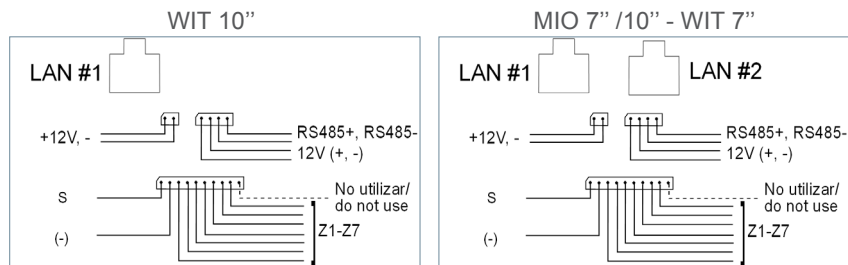 WIT 10’’
LAN #1
+12V, -
RS485+, RS485-
12V (+, -)
S
No utilizar/
do not use
(-)
Z1-Z7
MIO 7’’ /10’’ - WIT 7’’
LAN #1
LAN #2
+12V, -
RS485+, RS485-
12V (+, -)
S
No utilizar/
do not use
(-)
Z1-Z7